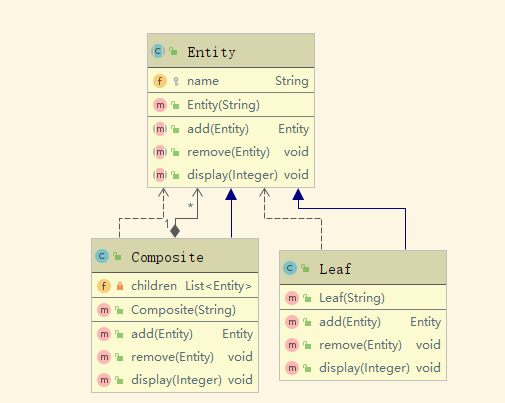 Entity
name String
Entity(String)
add(Entity) Entity
remove(Entity) void
display(Integer) void
*
1
Composite
children List<Entity>
Composite(String)
add(Entity) Entity
remove(Entity) void
display(Integer) void
Leaf
Leaf(String)
add(Entity) Entity
remove(Entity) void
display(Integer) void